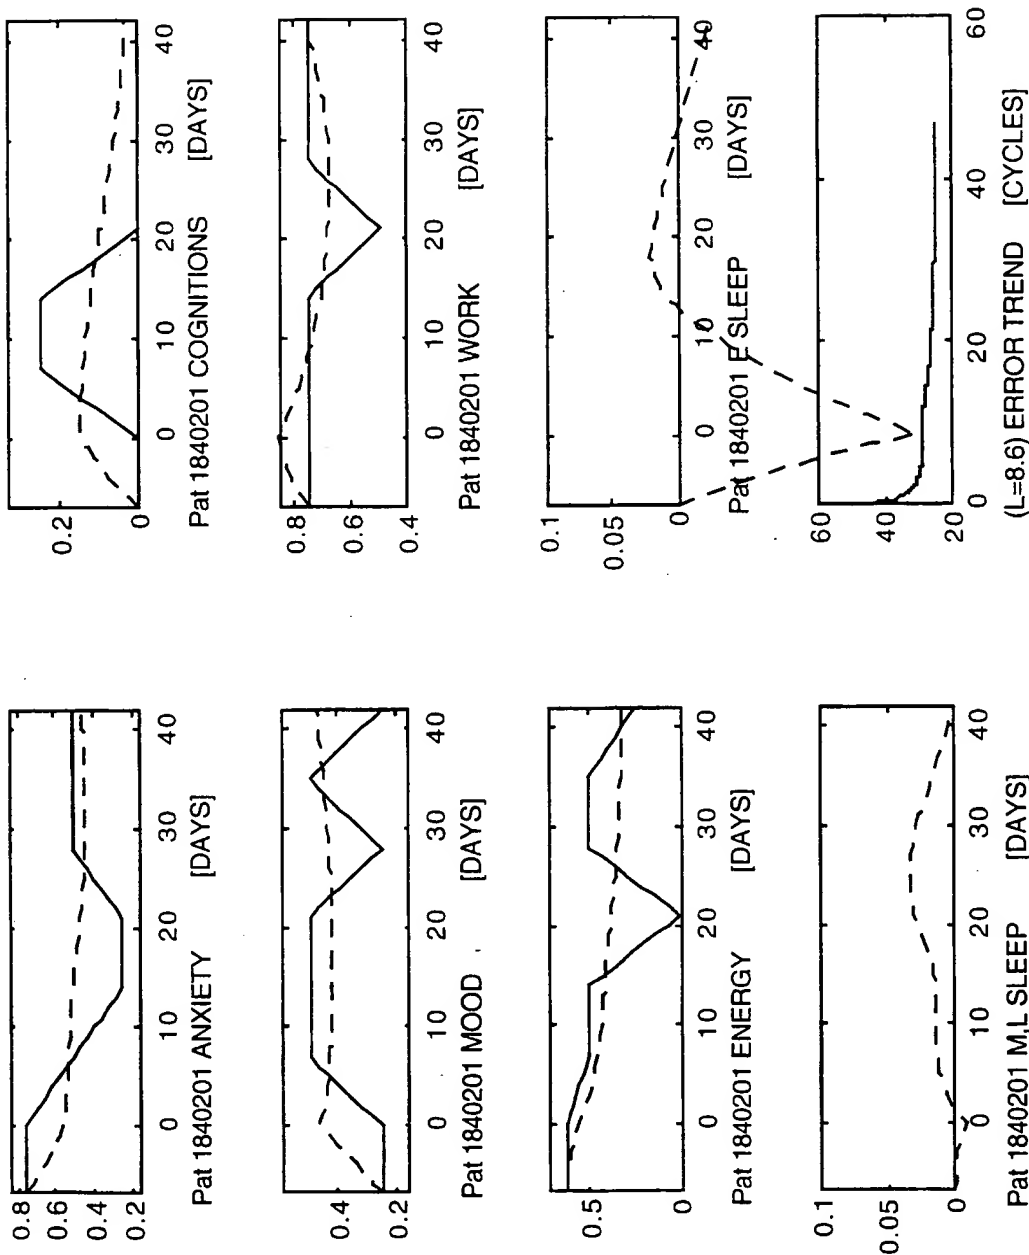 0.8
0.6
0.4
0.2
0 10 20 30 40
Pat 1840201 ANXIETY [DAYS]
0.2
0
0 10 20 30 40
Pat 1840201 COGNITIONS [DAYS]
0.4
0.2
0 10 20 30 40
Pat 1840201 MOOD [DAYS]
0.8
0.6
0.4
0 10 20 30 40
Pat 1840201 WORK [DAYS]
0.5
0
0 10 20 30 40
Pat 1840201 ENERGY [DAYS]
0.1
0.05
0
0 10 20 30 40
Pat 1840201 E SLEEP [DAYS]
0.1
0.05
0
0 10 20 30 40
Pat 1840201 M,L SLEEP [DAYS]
60
40
20
0 20 40 60
(L=8.6) ERROR TREND [CYCLES]